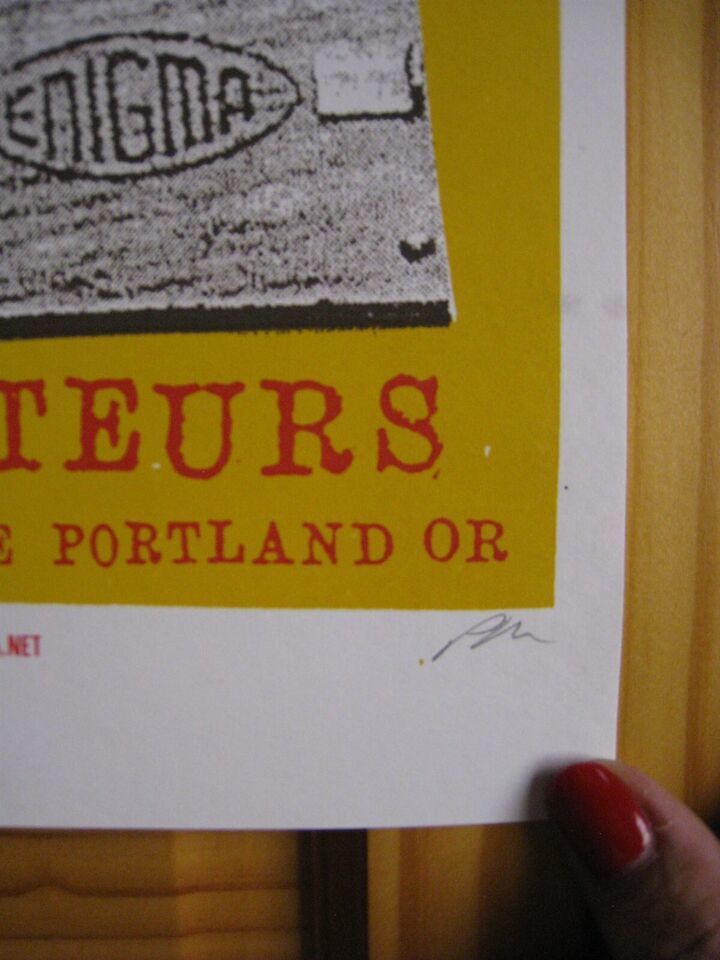 ENIGMA
TEURS
E PORTLAND OR
.NET